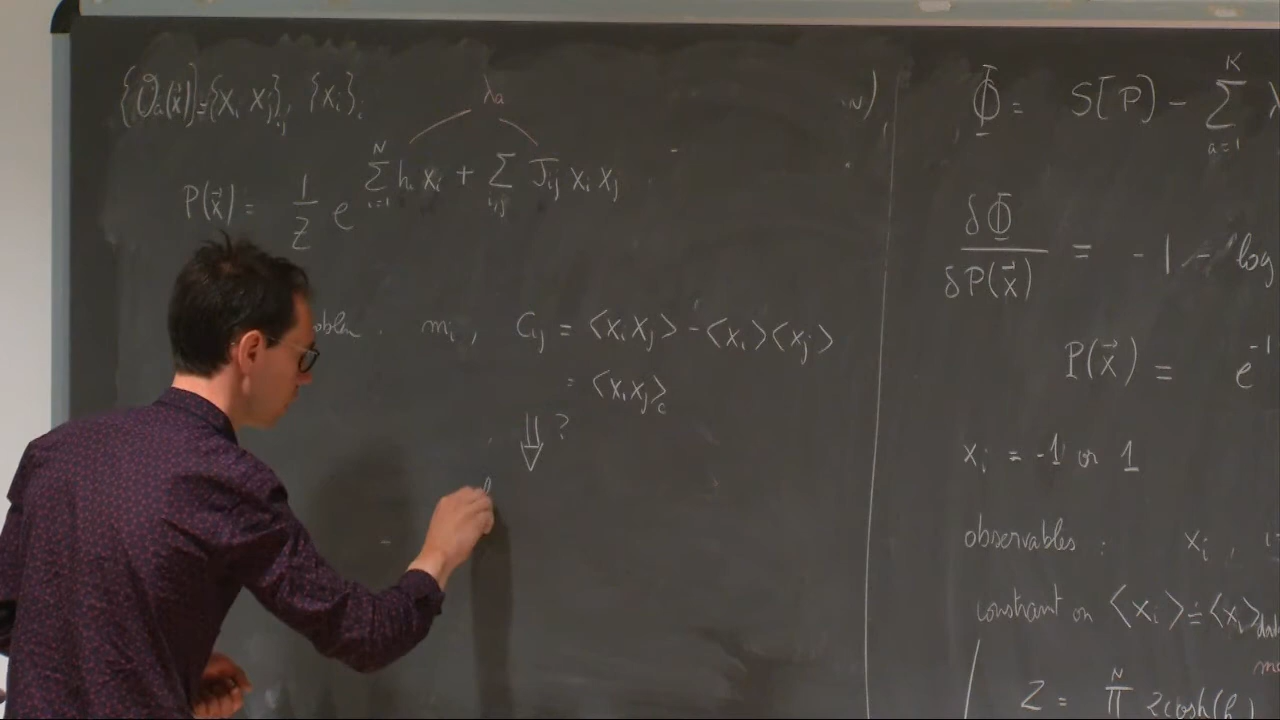 {O_a(x⃗)} = {x_i x_j}_ij, {x_i}_i
λ_a
P(x⃗) = 1/Z e^{Σ_{i=1}^{N} h_i x_i + Σ_{i,j} J_ij x_i x_j}
oblem. m_i, C_ij = <x_i x_j> - <x_i><x_j>
= <x_i x_j>_c
⇓ ?
Φ = S[P] - Σ_{a=1}^{K} λ
δΦ/δP(x⃗) = -1 - log
P(x⃗) = e^{-1
x_i = -1 or 1
observables: x_i,
constraint on <x_i> ≐ <x_i>_data
Z = Π^N 2cosh(h)